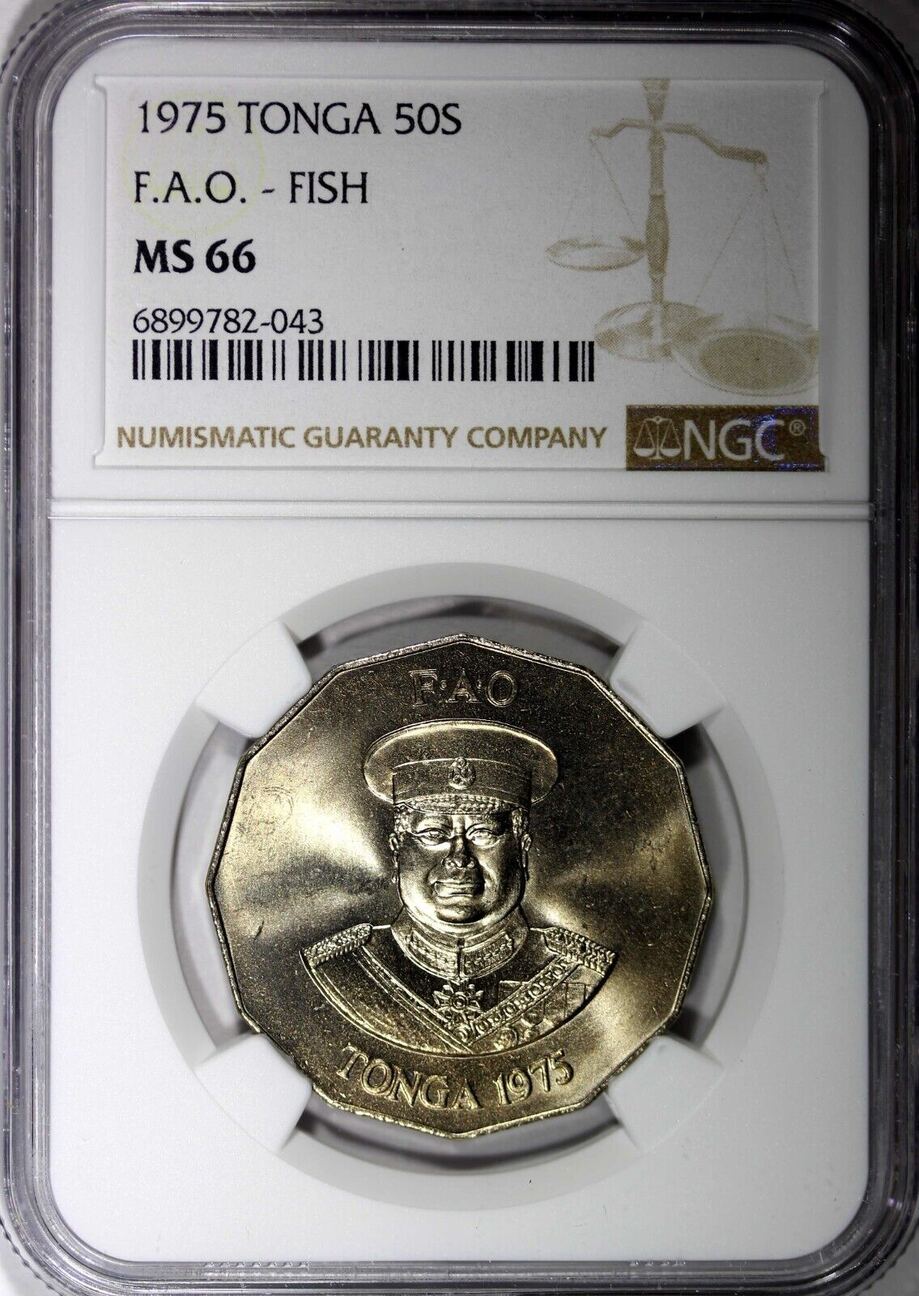 1975 TONGA 50S
F.A.O. - FISH
MS 66
6899782-043
NUMISMATIC GUARANTY COMPANY
NGC®
F·A·O
TONGA 1975